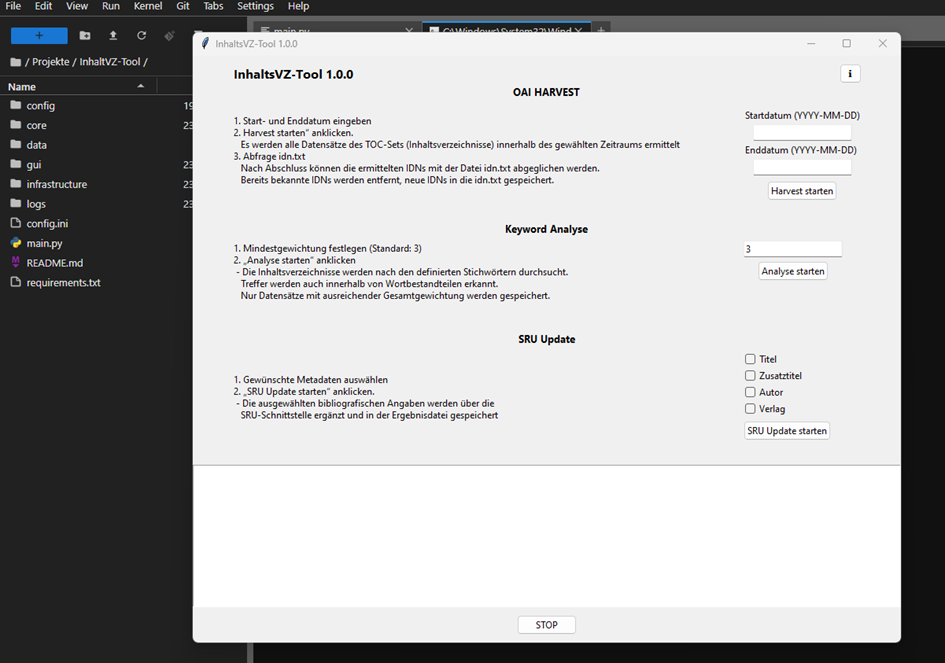 File Edit View Run Kernel Git Tabs Settings Help
main.py
C:\Windows\System32\Wind
+
/ Projekte / InhaltVZ-Tool /
Name
config
19
core
23
data
gui
23
infrastructure
23
logs
23
config.ini
main.py
README.md
requirements.txt
InhaltsVZ-Tool 1.0.0
InhaltsVZ-Tool 1.0.0
i
OAI HARVEST
1. Start- und Enddatum eingeben
2. Harvest starten“ anklicken.
Es werden alle Datensätze des TOC-Sets (Inhaltsverzeichnisse) innerhalb des gewählten Zeitraums ermittelt
3. Abfrage idn.txt
Nach Abschluss können die ermittelten IDNs mit der Datei idn.txt abgeglichen werden.
Bereits bekannte IDNs werden entfernt, neue IDNs in die idn.txt gespeichert.
Startdatum (YYYY-MM-DD)
Enddatum (YYYY-MM-DD)
Harvest starten
Keyword Analyse
1. Mindestgewichtung festlegen (Standard: 3)
2. „Analyse starten“ anklicken
- Die Inhaltsverzeichnisse werden nach den definierten Stichwörtern durchsucht.
Treffer werden auch innerhalb von Wortbestandteilen erkannt.
Nur Datensätze mit ausreichender Gesamtgewichtung werden gespeichert.
3
Analyse starten
SRU Update
1. Gewünschte Metadaten auswählen
2. „SRU Update starten“ anklicken.
- Die ausgewählten bibliografischen Angaben werden über die
SRU-Schnittstelle ergänzt und in der Ergebnisdatei gespeichert
Titel
Zusatztitel
Autor
Verlag
SRU Update starten
STOP